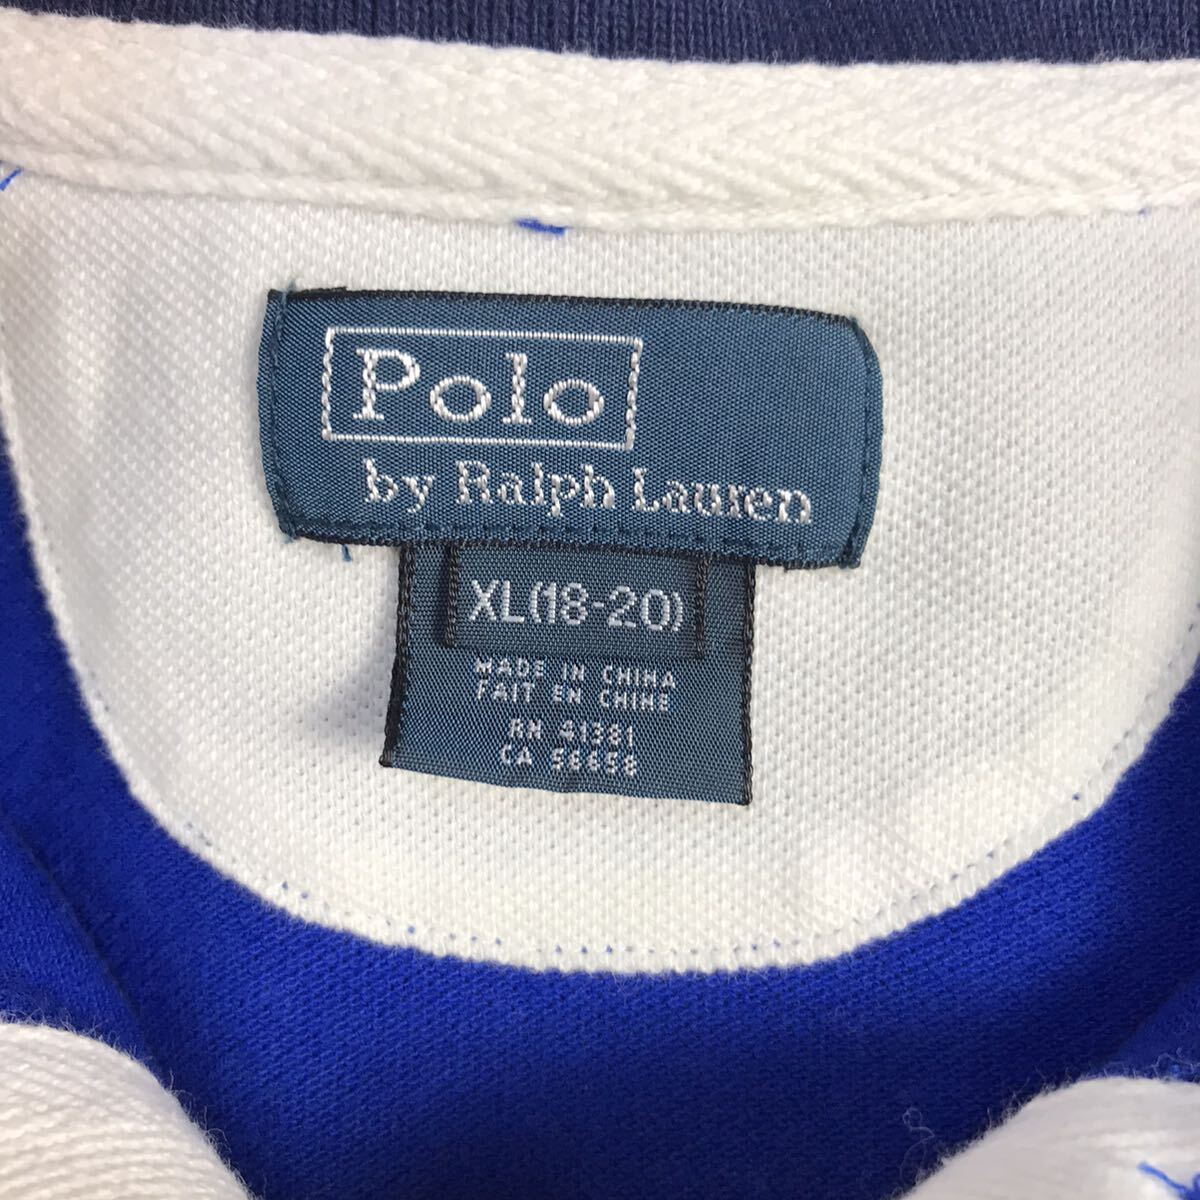 Polo
by Ralph Lauren
XL(18-20)
MADE IN CHINA
FAIT EN CHINE
RN 41381
CA 56658